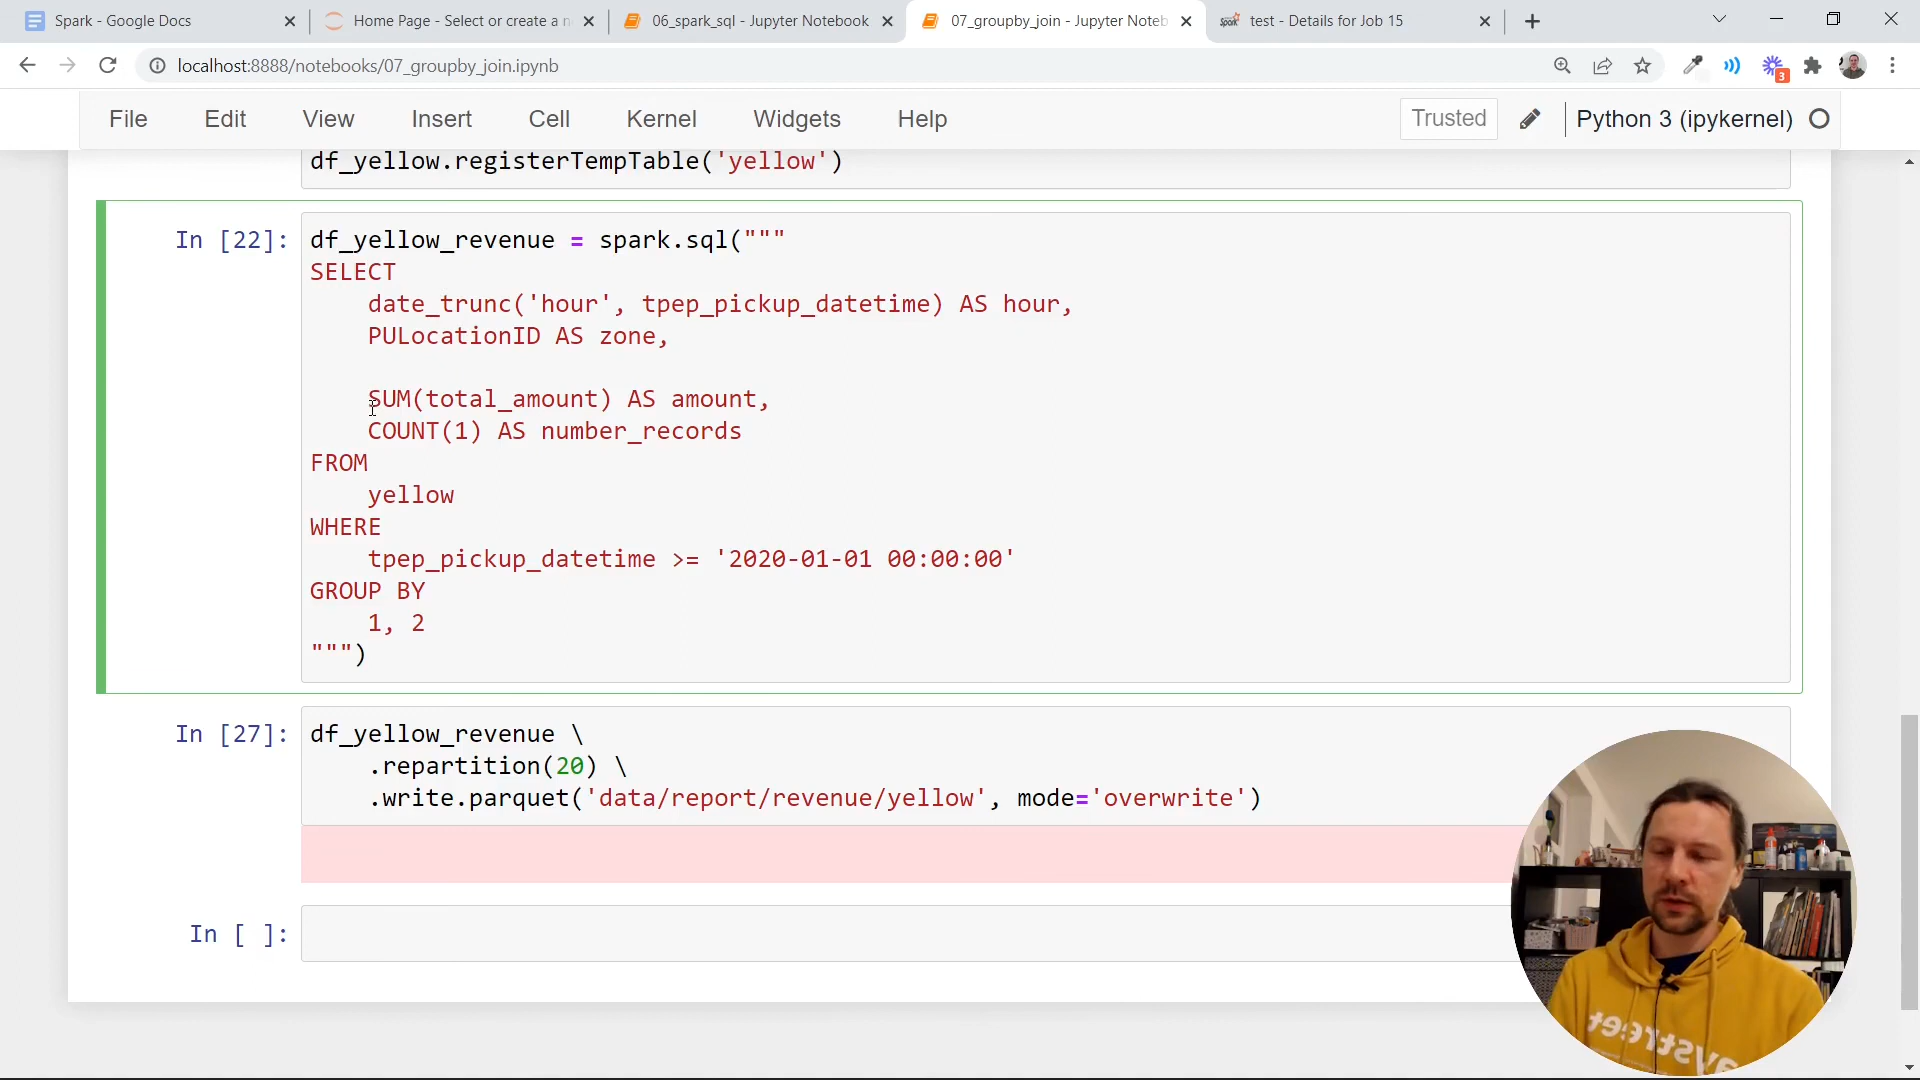 Spark - Google Docs
Home Page - Select or create a n
06_spark_sql - Jupyter Notebook
07_groupby_join - Jupyter Noteb
test - Details for Job 15
localhost:8888/notebooks/07_groupby_join.ipynb
3
File Edit View Insert Cell Kernel Widgets Help Trusted Python 3 (ipykernel)
df_yellow.registerTempTable('yellow')
In [22]: df_yellow_revenue = spark.sql("""
SELECT
date_trunc('hour', tpep_pickup_datetime) AS hour,
PULocationID AS zone,
SUM(total_amount) AS amount,
COUNT(1) AS number_records
FROM
yellow
WHERE
tpep_pickup_datetime >= '2020-01-01 00:00:00'
GROUP BY
1, 2
""")
In [27]: df_yellow_revenue \
.repartition(20) \
.write.parquet('data/report/revenue/yellow', mode='overwrite')
In [ ]: